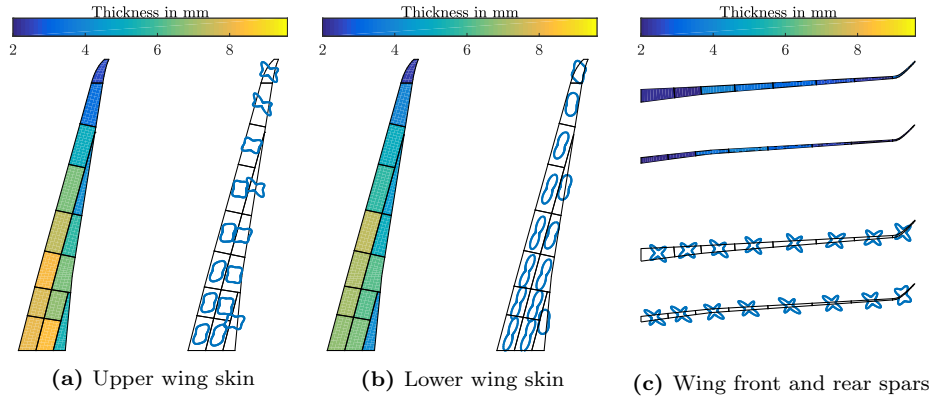 Thickness in mm
2 4 6 8
(a) Upper wing skin
Thickness in mm
2 4 6 8
(b) Lower wing skin
Thickness in mm
2 4 6 8
(c) Wing front and rear spars